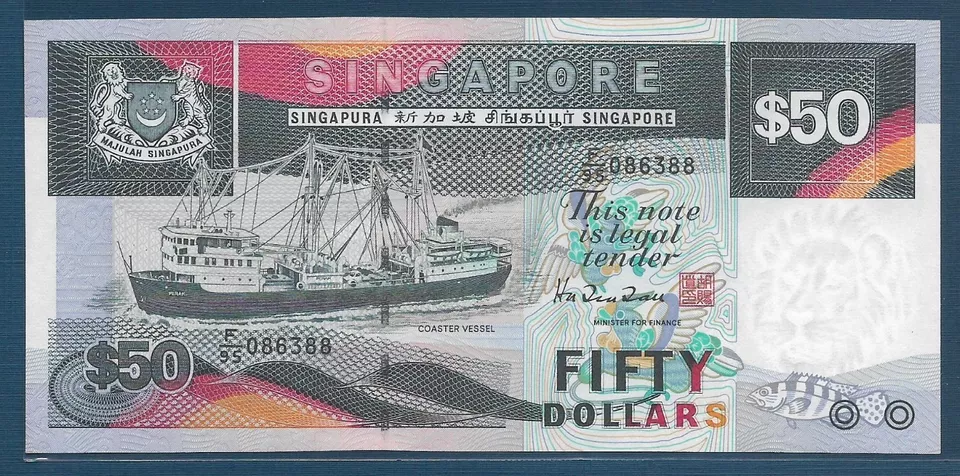 SINGAPORE
SINGAPURA 新加坡 சிங்கப்பூர் SINGAPORE
MAJULAH SINGAPURA
$50
F/95 086388
This note
is legal
tender
MINISTER FOR FINANCE
PERAK
COASTER VESSEL
F/95 086388
$50
FIFTY
DOLLARS